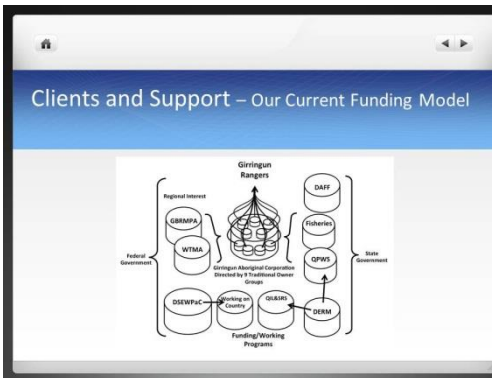 Clients and Support – Our Current Funding Model
Girringun
Rangers
Regional Interest
GBRMPA
WTMA
Federal
Government
DAFF
Fisheries
QPWS
State
Government
Girringun Aboriginal Corporation
Directed by 9 Traditional Owner
Groups
DSEWPaC
Working on
Country
QIL&SRS
DERM
Funding/Working
Programs